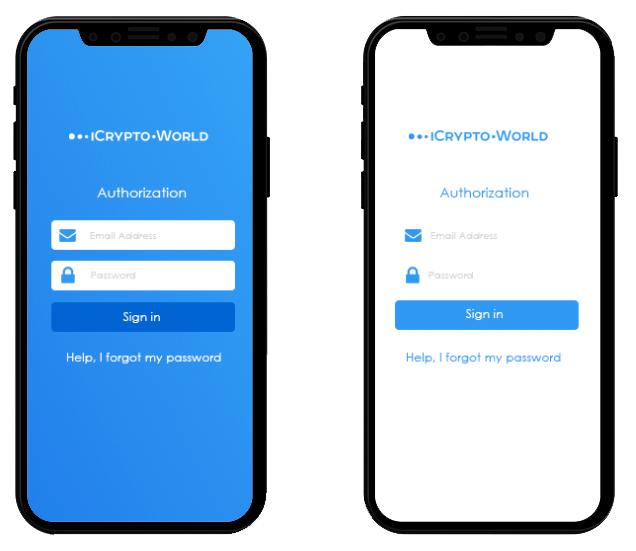 iCrypto•World
Authorization
Email Address
Password
Sign in
Help, I forgot my password
iCrypto•World
Authorization
Email Address
Password
Sign in
Help, I forgot my password